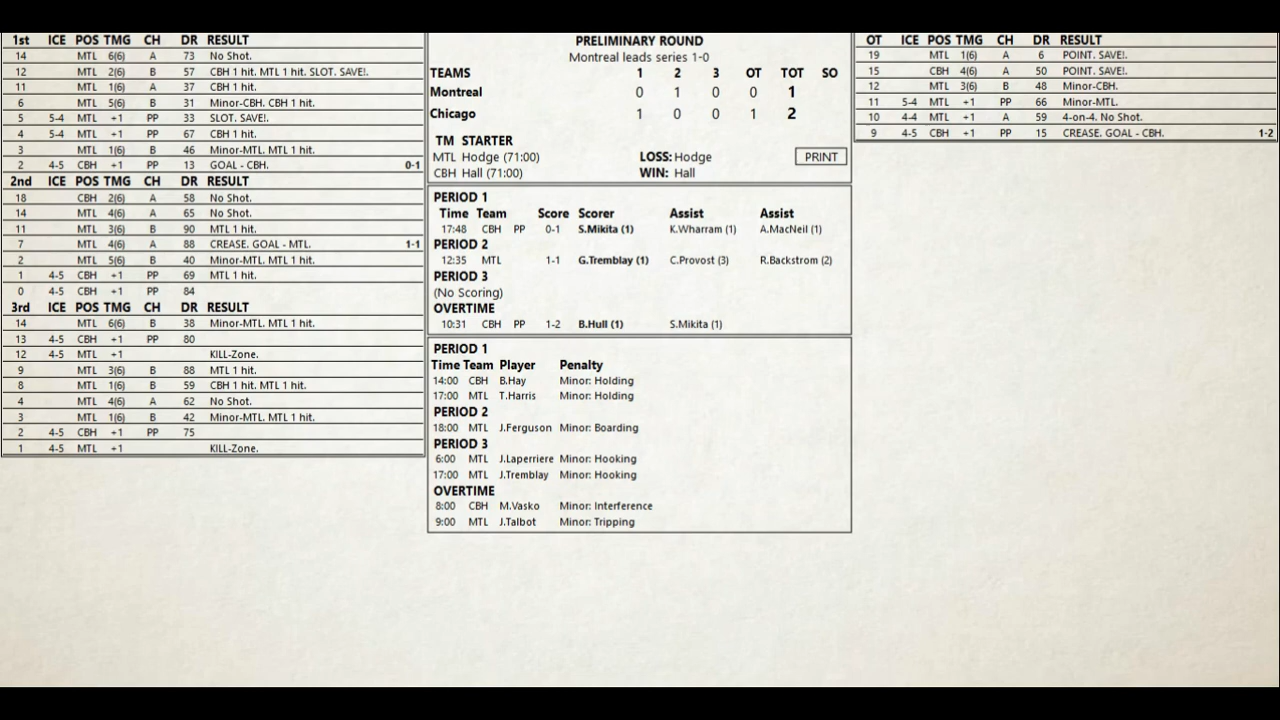 1st ICE POS TMG CH DR RESULT
14 MTL 6(6) A 73 No Shot.
12 MTL 2(6) B 57 CBH 1 hit. MTL 1 hit. SLOT. SAVE!.
11 MTL 1(6) A 37 CBH 1 hit.
6 MTL 5(6) B 31 Minor-CBH. CBH 1 hit.
5 5-4 MTL +1 PP 33 SLOT. SAVE!.
4 5-4 MTL +1 PP 67 CBH 1 hit.
3 MTL 1(6) B 46 Minor-MTL. MTL 1 hit.
2 4-5 CBH +1 PP 13 GOAL - CBH. 0-1
2nd ICE POS TMG CH DR RESULT
18 CBH 2(6) A 58 No Shot.
14 MTL 4(6) A 65 No Shot.
11 MTL 3(6) B 90 MTL 1 hit.
7 MTL 4(6) A 88 CREASE. GOAL - MTL. 1-1
2 MTL 5(6) B 40 Minor-MTL. MTL 1 hit.
1 4-5 CBH +1 PP 69 MTL 1 hit.
0 4-5 CBH +1 PP 84
3rd ICE POS TMG CH DR RESULT
14 MTL 6(6) B 38 Minor-MTL. MTL 1 hit.
13 4-5 CBH +1 PP 80
12 4-5 MTL +1 KILL-Zone.
9 MTL 3(6) B 88 MTL 1 hit.
8 MTL 1(6) B 59 CBH 1 hit. MTL 1 hit.
4 MTL 4(6) A 62 No Shot.
3 MTL 1(6) B 42 Minor-MTL. MTL 1 hit.
2 4-5 CBH +1 PP 75
1 4-5 MTL +1 KILL-Zone.
PRELIMINARY ROUND
Montreal leads series 1-0
TEAMS 1 2 3 OT TOT SO
Montreal 0 1 0 0 1
Chicago 1 0 0 1 2
TM STARTER
MTL Hodge (71:00) LOSS: Hodge PRINT
CBH Hall (71:00) WIN: Hall
PERIOD 1
Time Team Score Scorer Assist Assist
17:48 CBH PP 0-1 S.Mikita (1) K.Wharram (1) A.MacNeil (1)
PERIOD 2
12:35 MTL 1-1 G.Tremblay (1) C.Provost (3) R.Backstrom (2)
PERIOD 3
(No Scoring)
OVERTIME
10:31 CBH PP 1-2 B.Hull (1) S.Mikita (1)
PERIOD 1
Time Team Player Penalty
14:00 CBH B.Hay Minor: Holding
17:00 MTL T.Harris Minor: Holding
PERIOD 2
18:00 MTL J.Ferguson Minor: Boarding
PERIOD 3
6:00 MTL J.Laperriere Minor: Hooking
17:00 MTL J.Tremblay Minor: Hooking
OVERTIME
8:00 CBH M.Vasko Minor: Interference
9:00 MTL J.Talbot Minor: Tripping
OT ICE POS TMG CH DR RESULT
19 MTL 1(6) A 6 POINT. SAVE!.
15 CBH 4(6) A 50 POINT. SAVE!.
12 MTL 3(6) B 48 Minor-CBH.
11 5-4 MTL +1 PP 66 Minor-MTL.
10 4-4 MTL +1 A 59 4-on-4. No Shot.
9 4-5 CBH +1 PP 15 CREASE. GOAL - CBH. 1-2